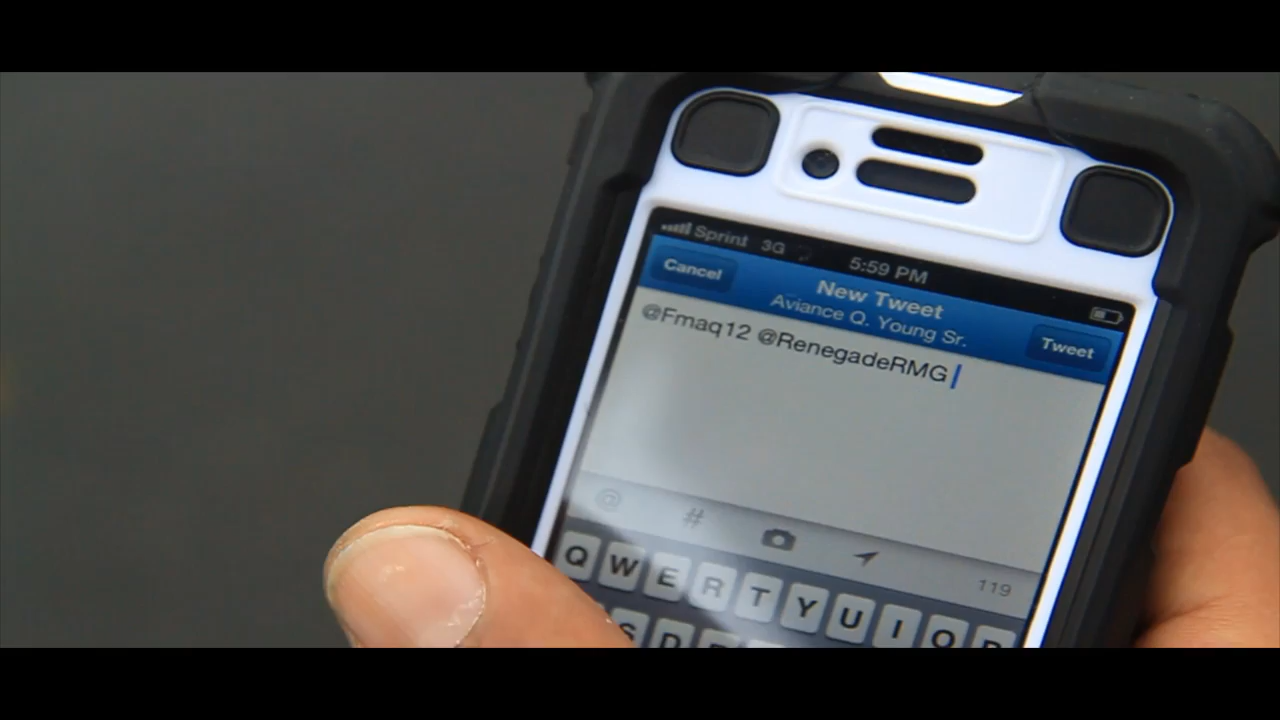 Sprint 3G 5:59 PM
Cancel
New Tweet
Aviance Q. Young Sr.
Tweet
@Fmaq12 @RenegadeRMG
@ #
119
Q W E R T Y U I O P
S D